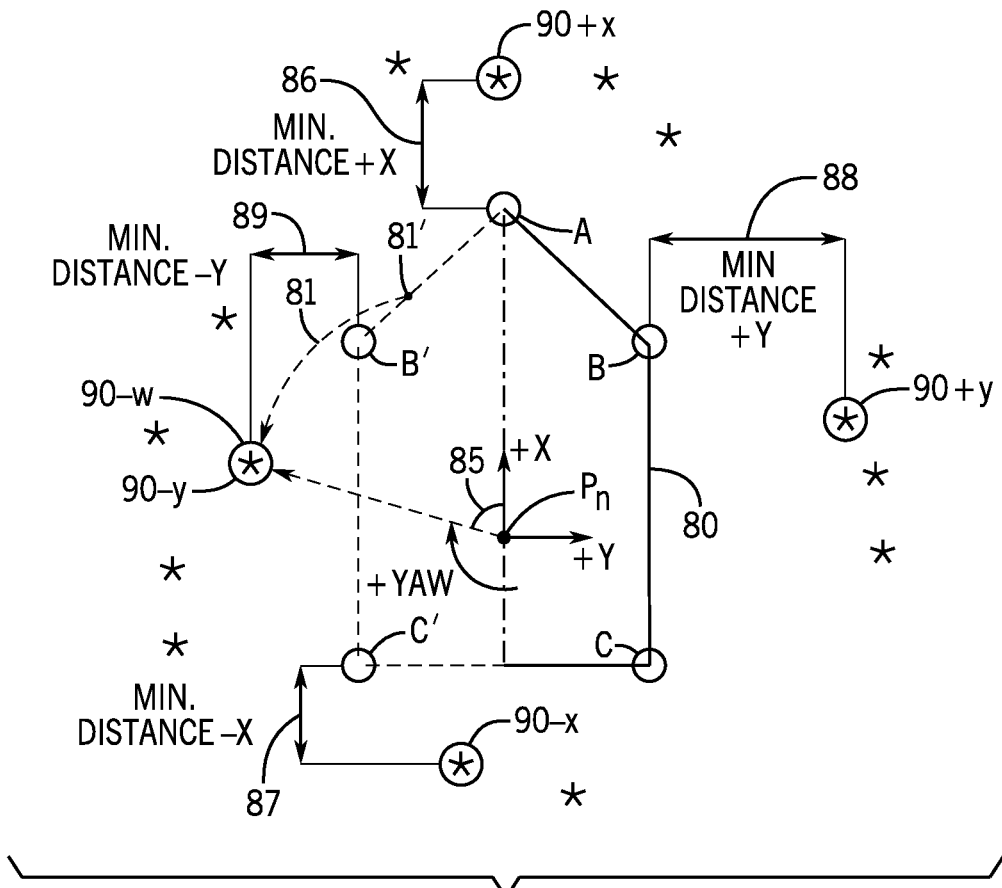 90+x
86
MIN.
DISTANCE+X
88
A
89
81′
MIN.
DISTANCE –Y
MIN
DISTANCE
+Y
81
B′
B
90–w
90+y
90–y
85
+X
Pn
80
+Y
+YAW
C′
C
MIN.
DISTANCE –X
90–x
87